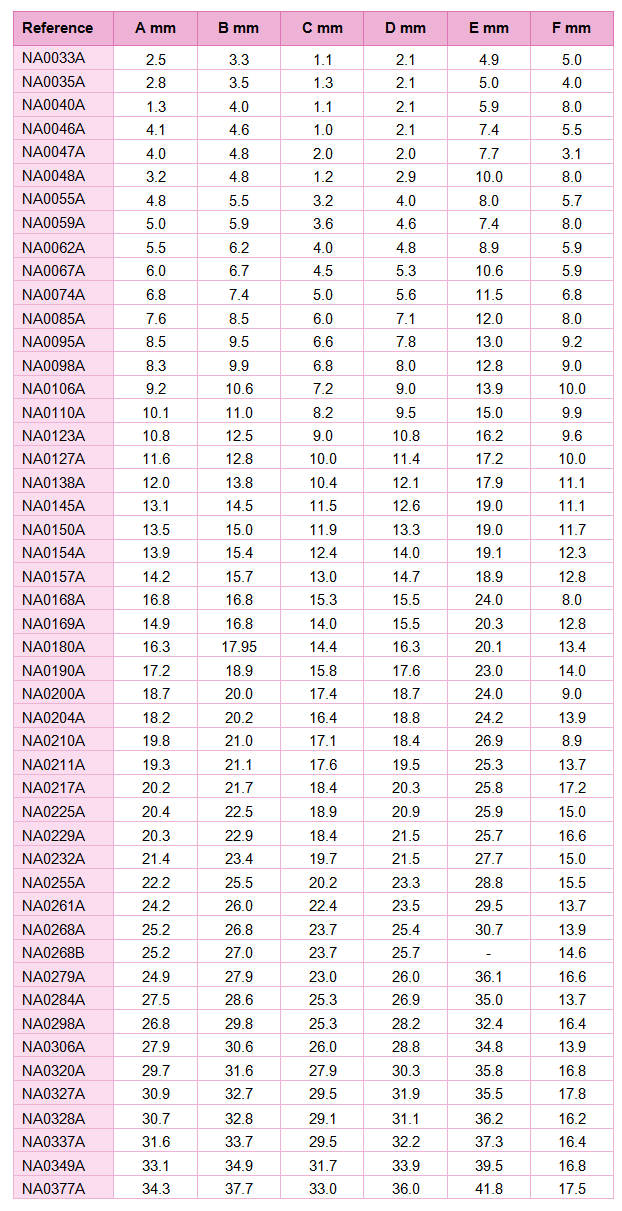 Reference A mm B mm C mm D mm E mm F mm
NA0033A 2.5 3.3 1.1 2.1 4.9 5.0
NA0035A 2.8 3.5 1.3 2.1 5.0 4.0
NA0040A 1.3 4.0 1.1 2.1 5.9 8.0
NA0046A 4.1 4.6 1.0 2.1 7.4 5.5
NA0047A 4.0 4.8 2.0 2.0 7.7 3.1
NA0048A 3.2 4.8 1.2 2.9 10.0 8.0
NA0055A 4.8 5.5 3.2 4.0 8.0 5.7
NA0059A 5.0 5.9 3.6 4.6 7.4 8.0
NA0062A 5.5 6.2 4.0 4.8 8.9 5.9
NA0067A 6.0 6.7 4.5 5.3 10.6 5.9
NA0074A 6.8 7.4 5.0 5.6 11.5 6.8
NA0085A 7.6 8.5 6.0 7.1 12.0 8.0
NA0095A 8.5 9.5 6.6 7.8 13.0 9.2
NA0098A 8.3 9.9 6.8 8.0 12.8 9.0
NA0106A 9.2 10.6 7.2 9.0 13.9 10.0
NA0110A 10.1 11.0 8.2 9.5 15.0 9.9
NA0123A 10.8 12.5 9.0 10.8 16.2 9.6
NA0127A 11.6 12.8 10.0 11.4 17.2 10.0
NA0138A 12.0 13.8 10.4 12.1 17.9 11.1
NA0145A 13.1 14.5 11.5 12.6 19.0 11.1
NA0150A 13.5 15.0 11.9 13.3 19.0 11.7
NA0154A 13.9 15.4 12.4 14.0 19.1 12.3
NA0157A 14.2 15.7 13.0 14.7 18.9 12.8
NA0168A 16.8 16.8 15.3 15.5 24.0 8.0
NA0169A 14.9 16.8 14.0 15.5 20.3 12.8
NA0180A 16.3 17.95 14.4 16.3 20.1 13.4
NA0190A 17.2 18.9 15.8 17.6 23.0 14.0
NA0200A 18.7 20.0 17.4 18.7 24.0 9.0
NA0204A 18.2 20.2 16.4 18.8 24.2 13.9
NA0210A 19.8 21.0 17.1 18.4 26.9 8.9
NA0211A 19.3 21.1 17.6 19.5 25.3 13.7
NA0217A 20.2 21.7 18.4 20.3 25.8 17.2
NA0225A 20.4 22.5 18.9 20.9 25.9 15.0
NA0229A 20.3 22.9 18.4 21.5 25.7 16.6
NA0232A 21.4 23.4 19.7 21.5 27.7 15.0
NA0255A 22.2 25.5 20.2 23.3 28.8 15.5
NA0261A 24.2 26.0 22.4 23.5 29.5 13.7
NA0268A 25.2 26.8 23.7 25.4 30.7 13.9
NA0268B 25.2 27.0 23.7 25.7 - 14.6
NA0279A 24.9 27.9 23.0 26.0 36.1 16.6
NA0284A 27.5 28.6 25.3 26.9 35.0 13.7
NA0298A 26.8 29.8 25.3 28.2 32.4 16.4
NA0306A 27.9 30.6 26.0 28.8 34.8 13.9
NA0320A 29.7 31.6 27.9 30.3 35.8 16.8
NA0327A 30.9 32.7 29.5 31.9 35.5 17.8
NA0328A 30.7 32.8 29.1 31.1 36.2 16.2
NA0337A 31.6 33.7 29.5 32.2 37.3 16.4
NA0349A 33.1 34.9 31.7 33.9 39.5 16.8
NA0377A 34.3 37.7 33.0 36.0 41.8 17.5